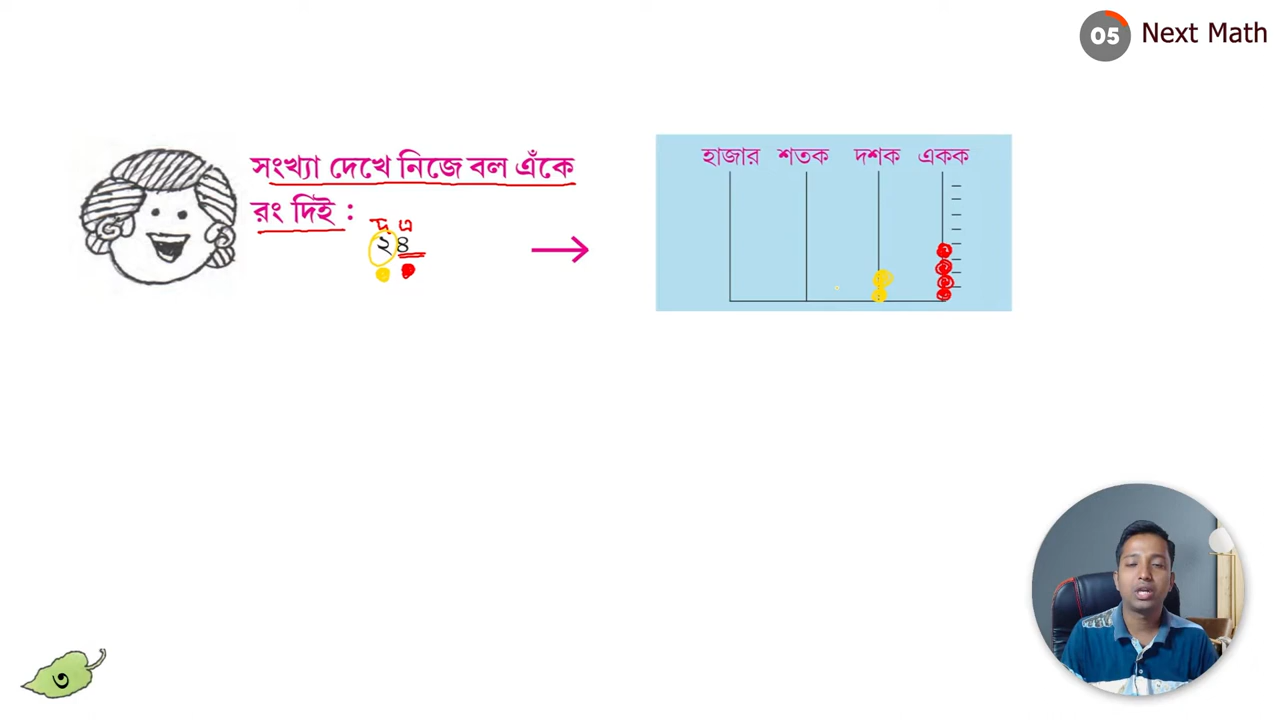 05 Next Math
সংখ্যা দেখে নিজে বল এঁকে
রং দিই :
দ এ
২৪
হাজার শতক দশক একক
৩